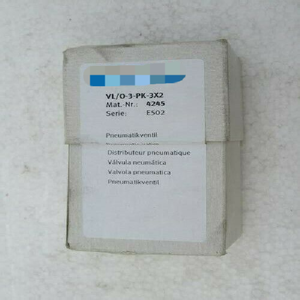 VL/O-3-PK-3X2
Mat.-Nr.: 4245
Serie: E502
Pneumatikventil
Distributeur pneumatique
Válvula neumática
Valvola pneumatica
Pneumatikventil